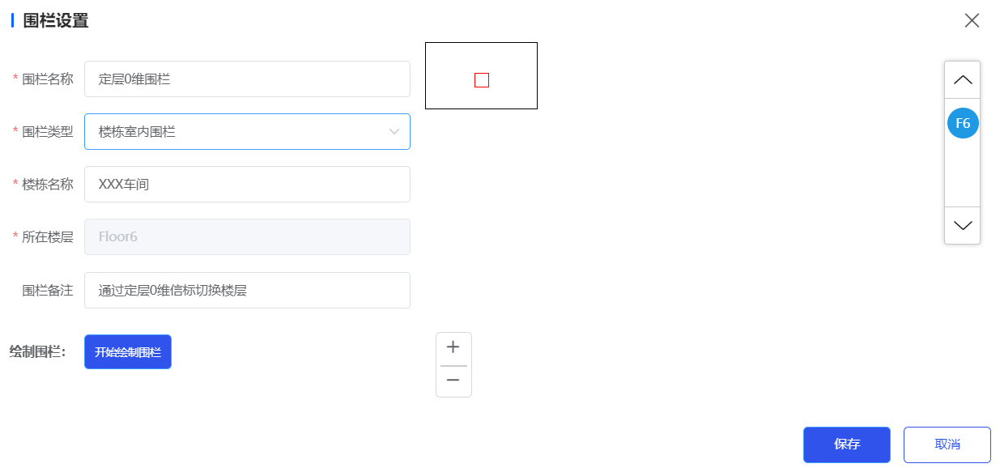 围栏设置
* 围栏名称 定层0维围栏
* 围栏类型 楼栋室内围栏
* 楼栋名称 XXX车间
* 所在楼层 Floor6
围栏备注 通过定层0维信标切换楼层
绘制围栏： 开始绘制围栏
F6
保存 取消